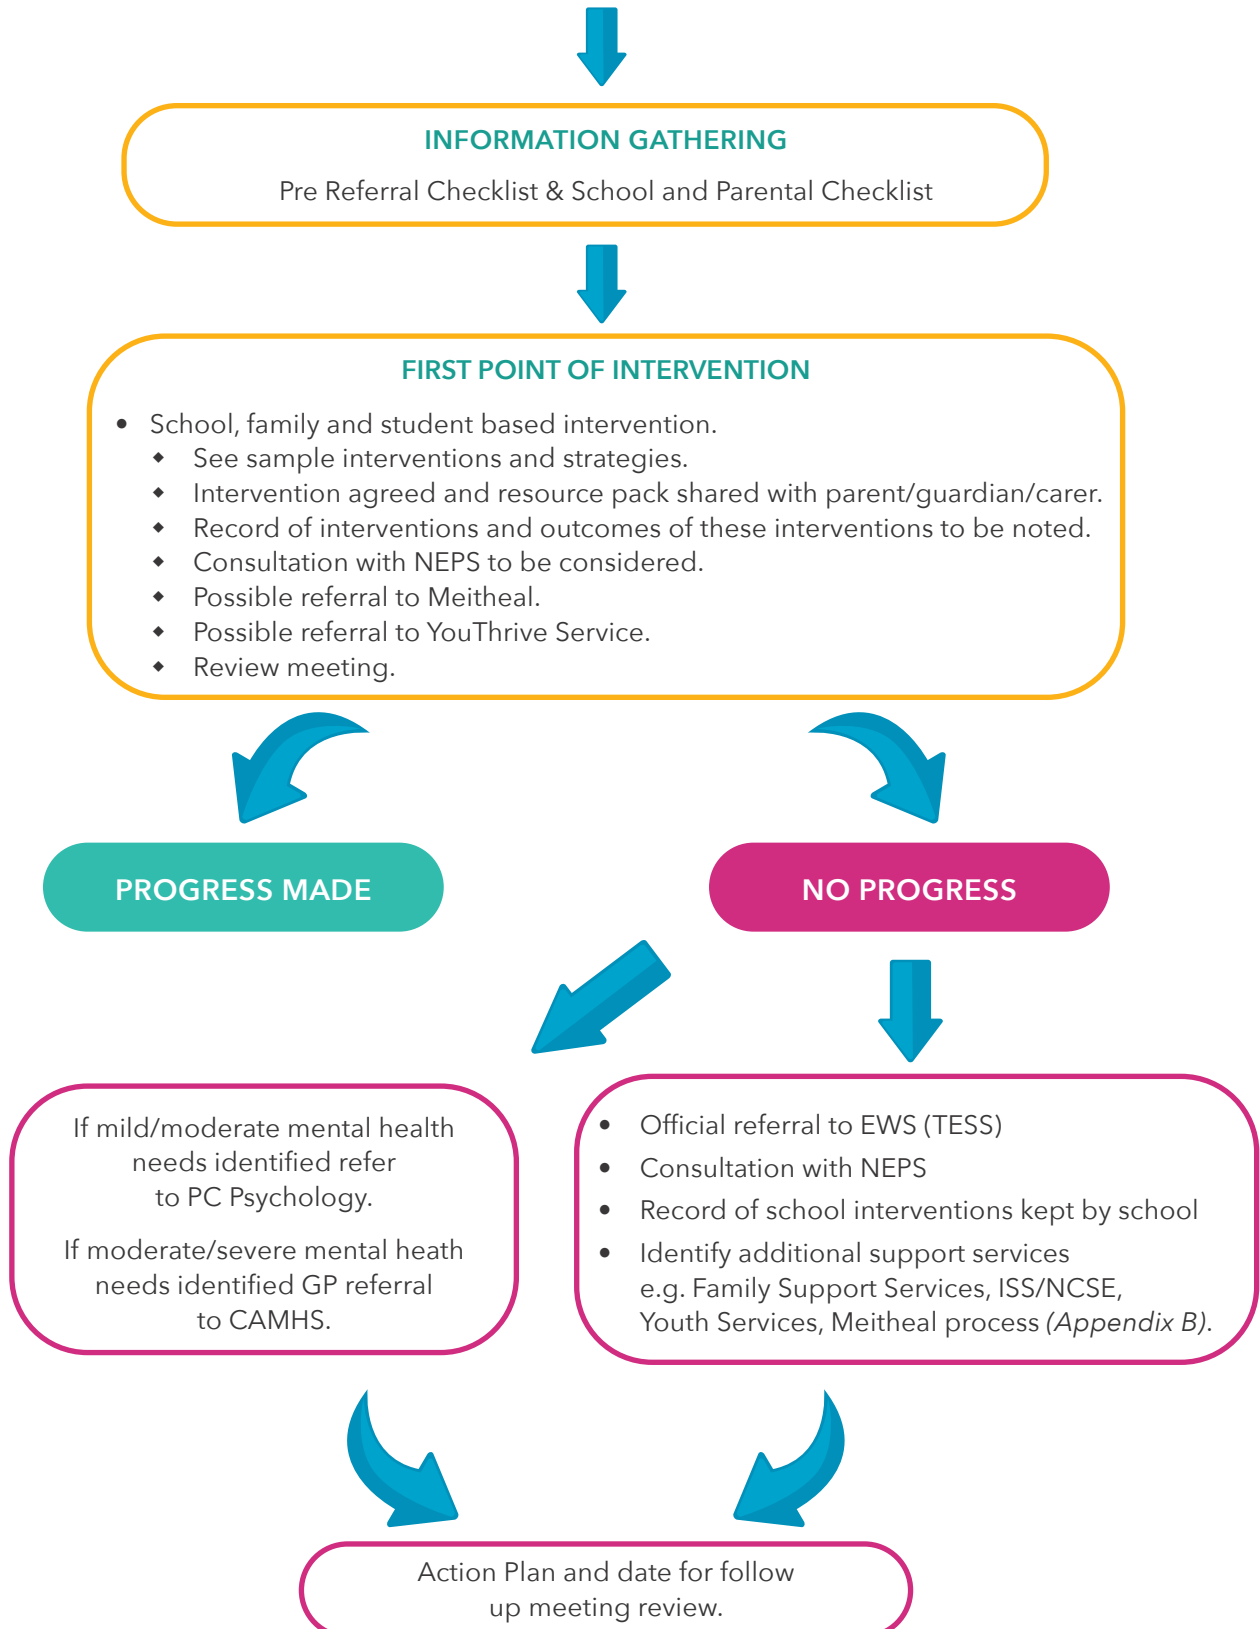 INFORMATION GATHERING
Pre Referral Checklist & School and Parental Checklist
FIRST POINT OF INTERVENTION
• School, family and student based intervention.
◆ See sample interventions and strategies.
◆ Intervention agreed and resource pack shared with parent/guardian/carer.
◆ Record of interventions and outcomes of these interventions to be noted.
◆ Consultation with NEPS to be considered.
◆ Possible referral to Meitheal.
◆ Possible referral to YouThrive Service.
◆ Review meeting.
PROGRESS MADE
NO PROGRESS
If mild/moderate mental health
needs identified refer
to PC Psychology.
If moderate/severe mental heath
needs identified GP referral
to CAMHS.
• Official referral to EWS (TESS)
• Consultation with NEPS
• Record of school interventions kept by school
• Identify additional support services
e.g. Family Support Services, ISS/NCSE,
Youth Services, Meitheal process (Appendix B).
Action Plan and date for follow
up meeting review.